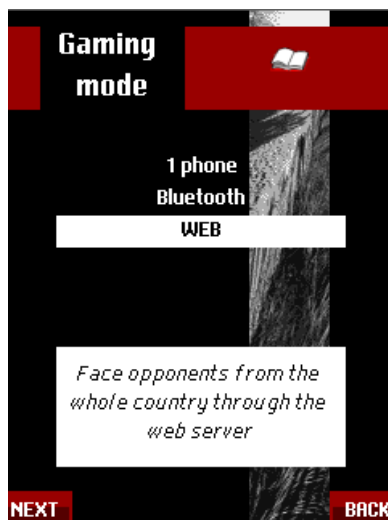 Gaming
mode
1 phone
Bluetooth
WEB
Face opponents from the
whole country through the
web server
NEXT
BACK